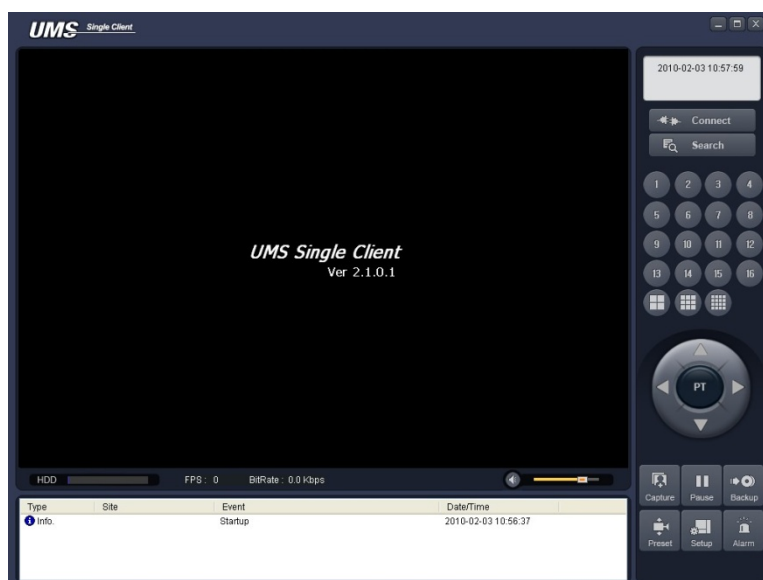 UMS Single Client
2010-02-03 10:57:59
Connect
Search
1 2 3 4
5 6 7 8
9 10 11 12
13 14 15 16
UMS Single Client
Ver 2.1.0.1
PT
HDD FPS : 0 BitRate : 0.0 Kbps
Capture Pause Backup
Preset Setup Alarm
Type Site Event Date/Time
Info. Startup 2010-02-03 10:56:37